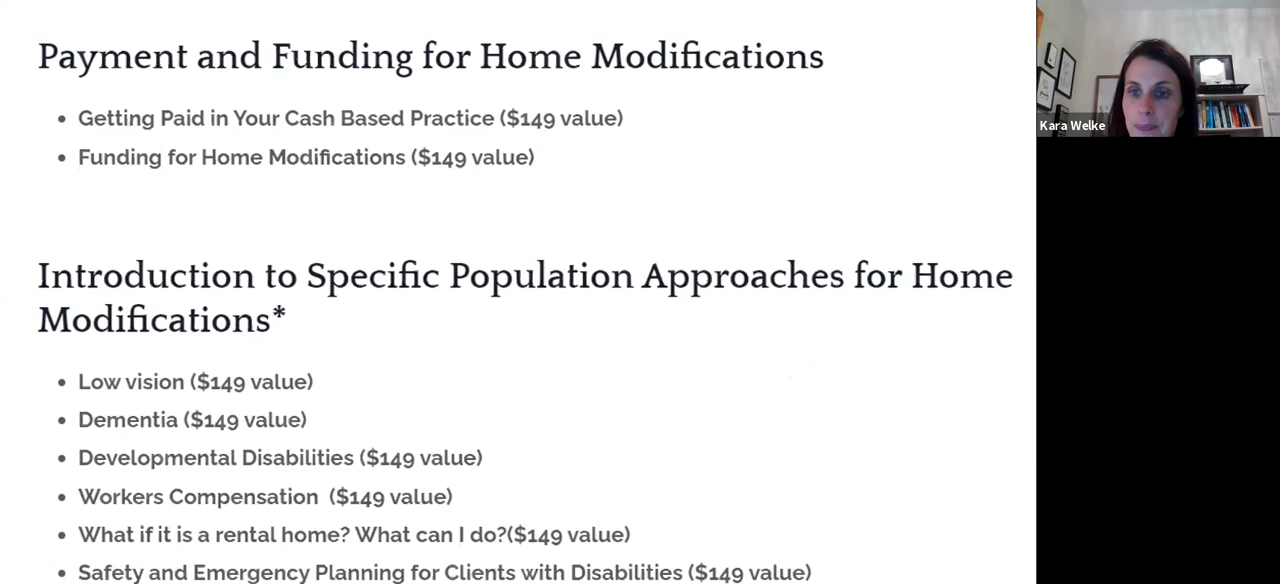 Payment and Funding for Home Modifications
• Getting Paid in Your Cash Based Practice ($149 value)
• Funding for Home Modifications ($149 value)
Kara Welke
Introduction to Specific Population Approaches for Home
Modifications*
• Low vision ($149 value)
• Dementia ($149 value)
• Developmental Disabilities ($149 value)
• Workers Compensation  ($149 value)
• What if it is a rental home? What can I do?($149 value)
• Safety and Emergency Planning for Clients with Disabilities ($149 value)